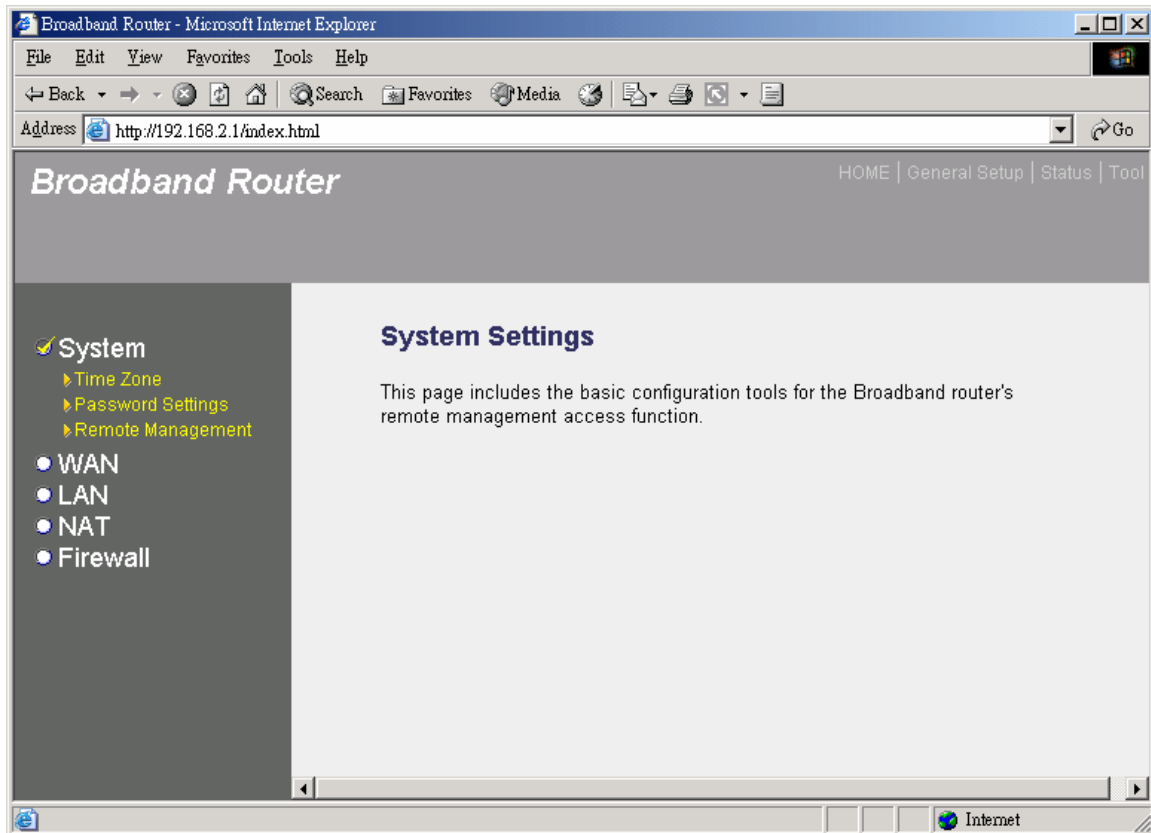 Broadband Router - Microsoft Internet Explorer
File Edit View Favorites Tools Help
Back Search Favorites Media
Address http://192.168.2.1/index.html Go
Broadband Router
HOME | General Setup | Status | Tool
System
Time Zone
Password Settings
Remote Management
WAN
LAN
NAT
Firewall
System Settings
This page includes the basic configuration tools for the Broadband router's
remote management access function.
Internet